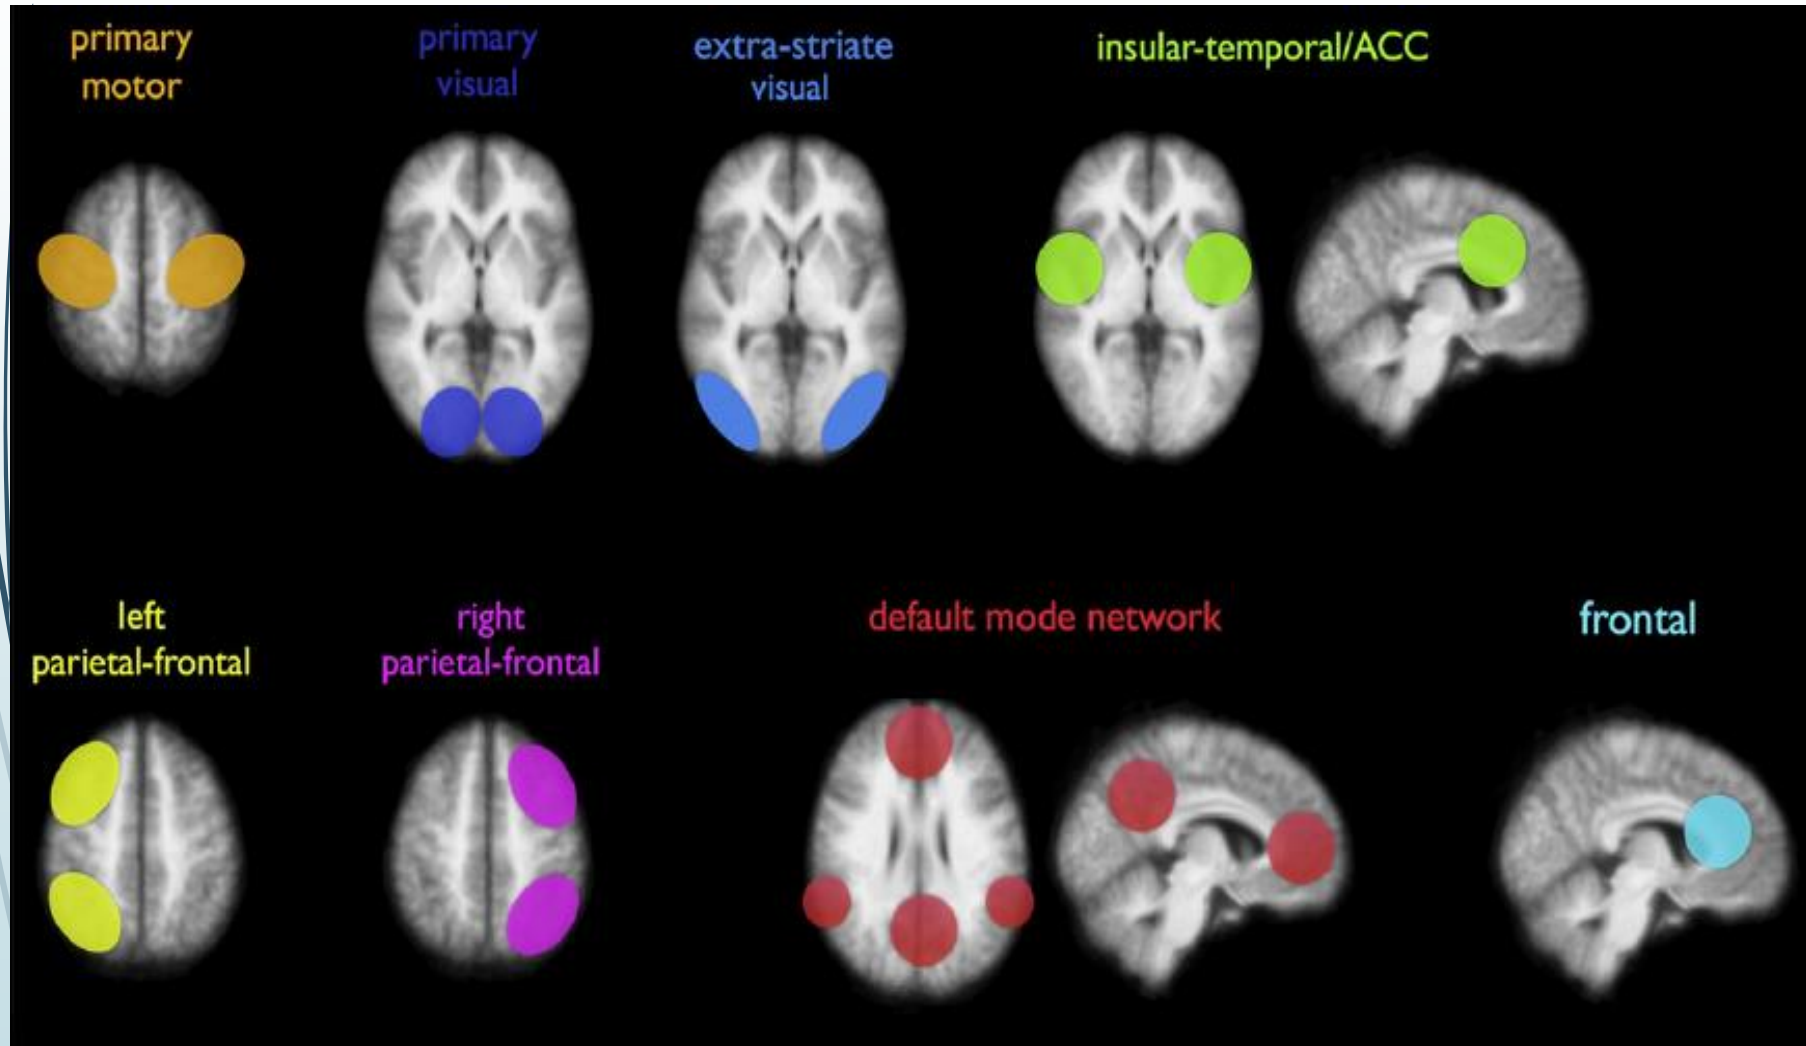 primary
motor
primary
visual
extra-striate
visual
insular-temporal/ACC
left
parietal-frontal
right
parietal-frontal
default mode network
frontal